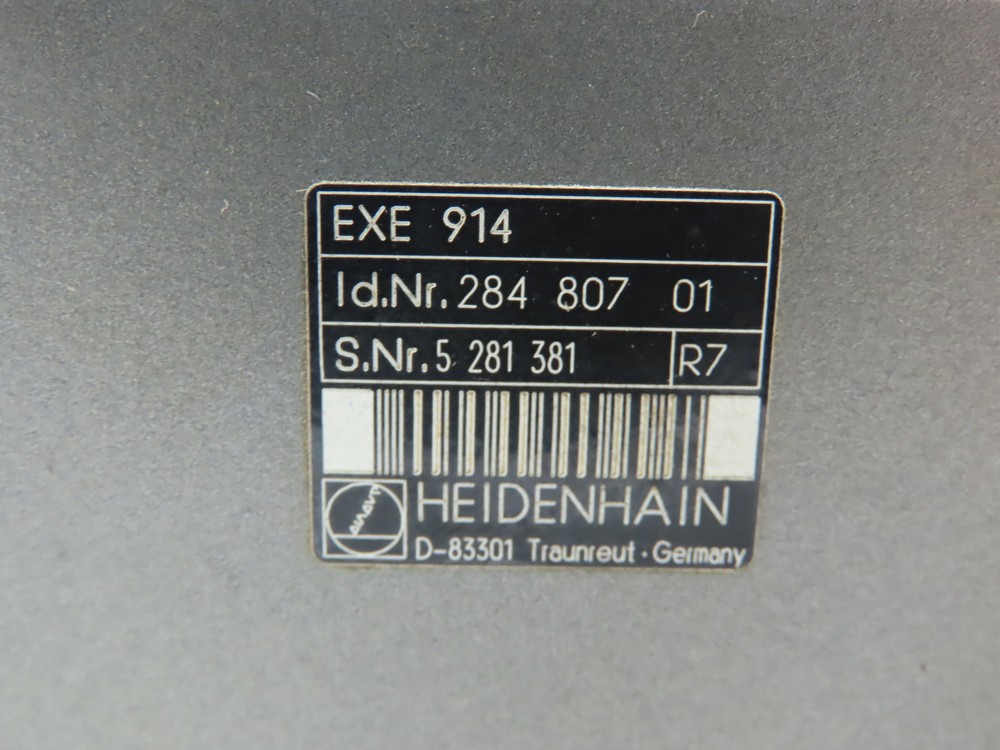 EXE 914
Id.Nr. 284 807 01
S.Nr. 5 281 381 R7
HEIDENHAIN
D-83301 Traunreut · Germany